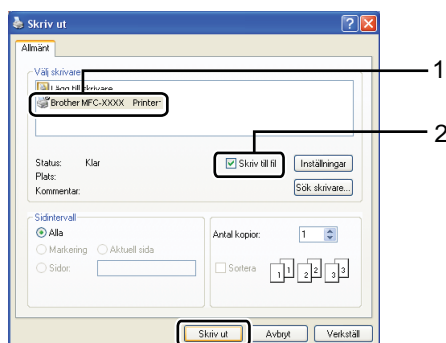 Skriv ut
Allmänt
Välj skrivare
1
Lägg till skrivare
Brother MFC-XXXX Printer
2
Status: Klar
Skriv till fil
Inställningar
Plats:
Kommentar:
Sök skrivare...
Sidintervall
Alla
Antal kopior: 1
Markering Aktuell sida
Sidor:
Sortera
1 1 2 2 3 3
Skriv ut Avbryt Verkställ